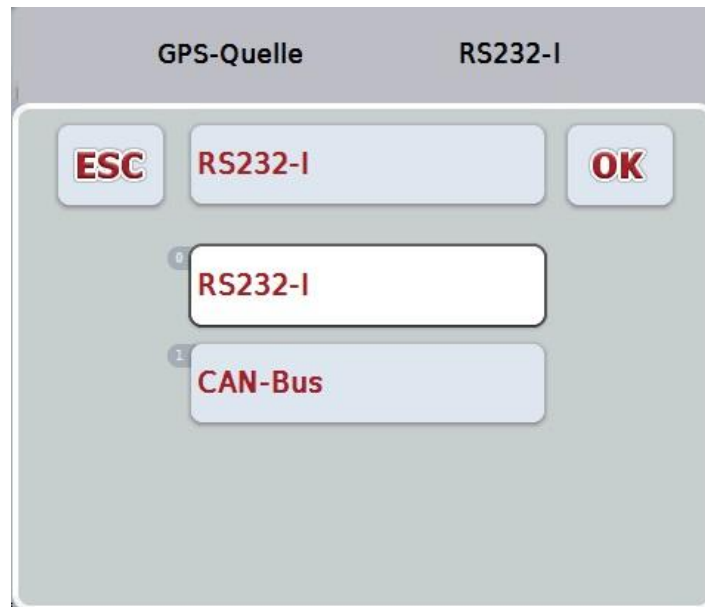 GPS-Quelle RS232-I
ESC RS232-I OK
0
RS232-I
1
CAN-Bus